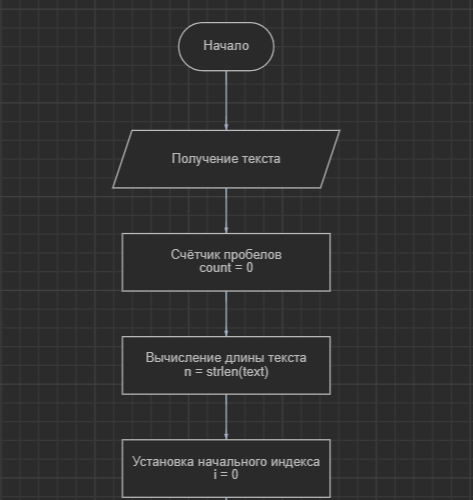 Начало
Получение текста
Счётчик пробелов
count = 0
Вычисление длины текста
n = strlen(text)
Установка начального индекса
i = 0